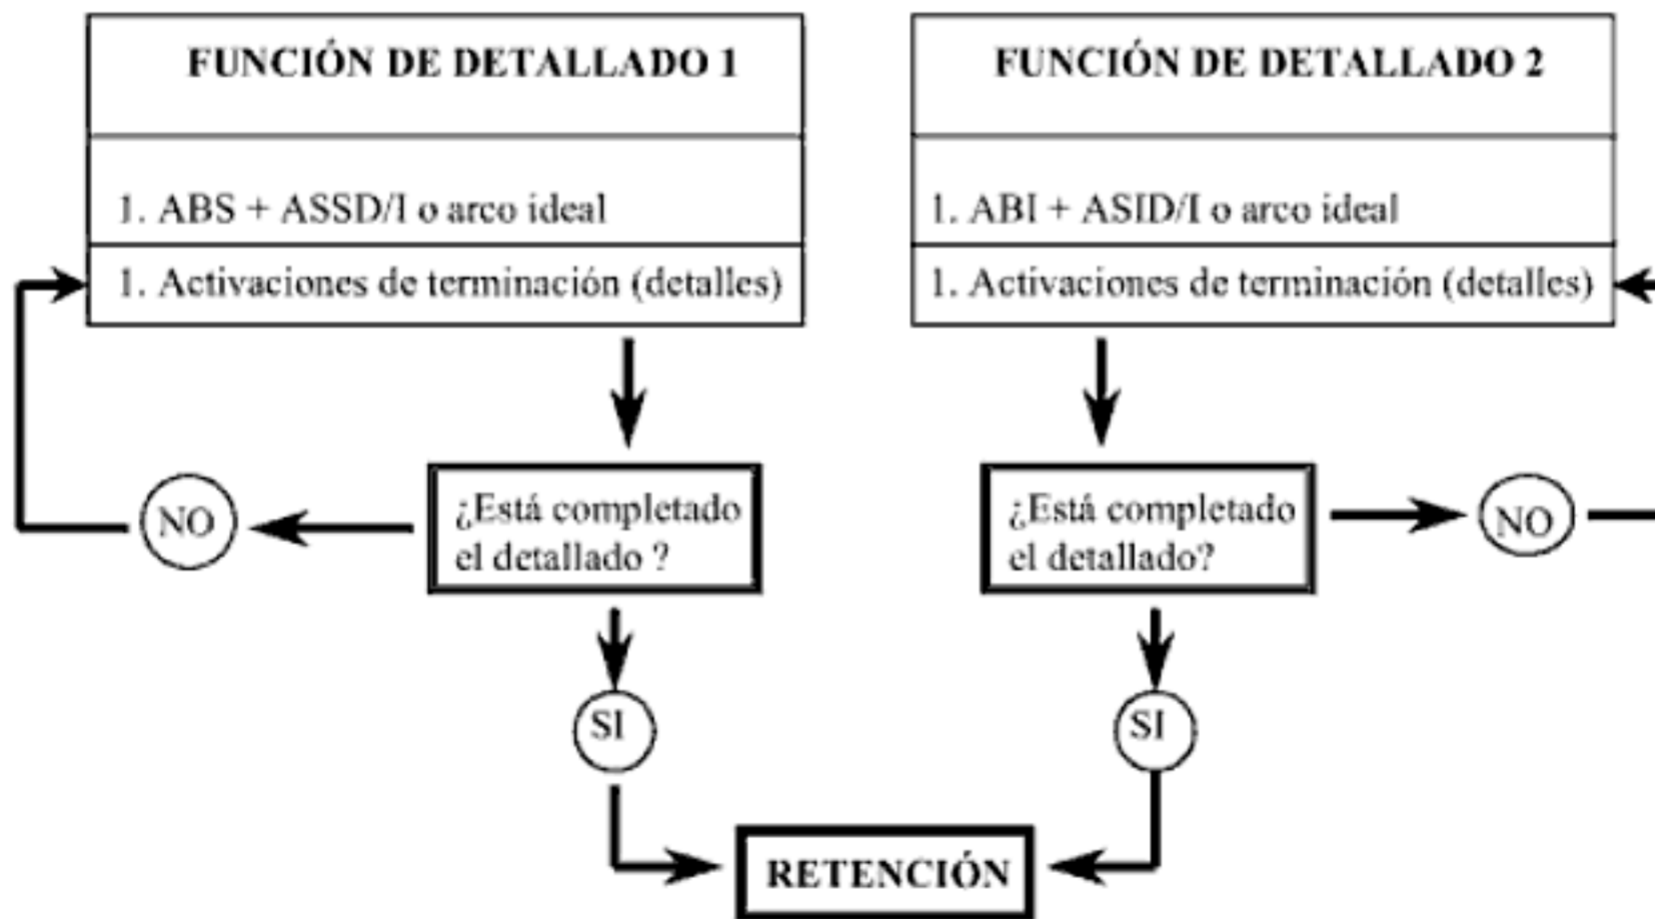 FUNCIÓN DE DETALLADO 1
1. ABS + ASSD/I o arco ideal
1. Activaciones de terminación (detalles)
FUNCIÓN DE DETALLADO 2
1. ABI + ASID/I o arco ideal
1. Activaciones de terminación (detalles)
NO
¿Está completado
el detallado ?
¿Está completado
el detallado?
NO
SI
SI
RETENCIÓN